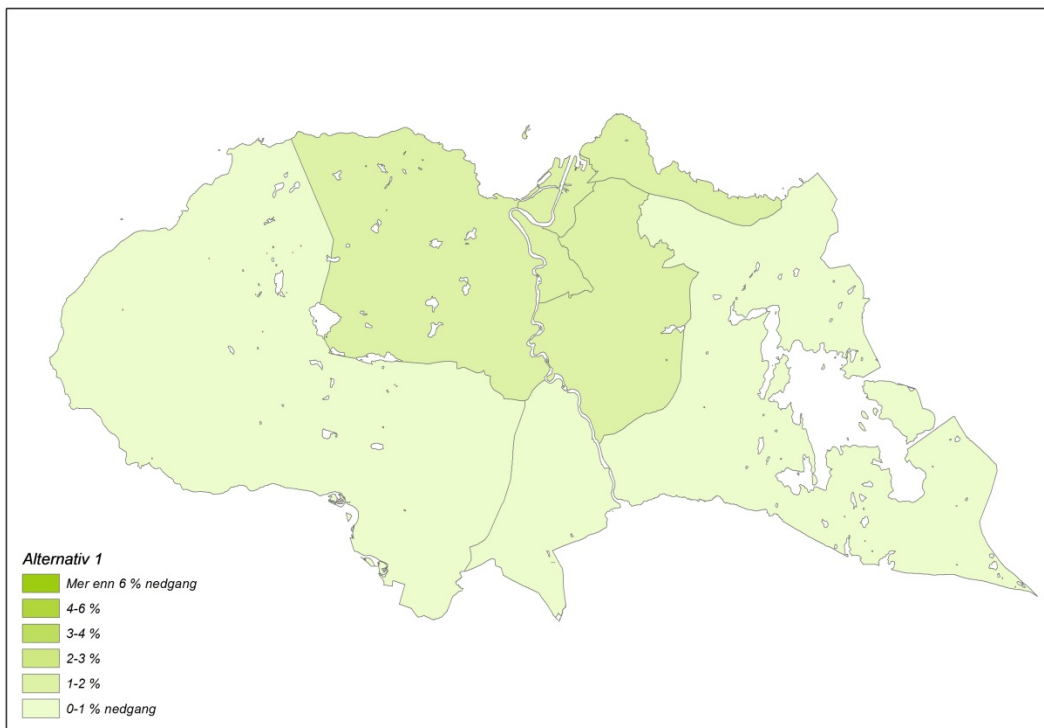 Alternativ 1
Mer enn 6 % nedgang
4-6 %
3-4 %
2-3 %
1-2 %
0-1 % nedgang